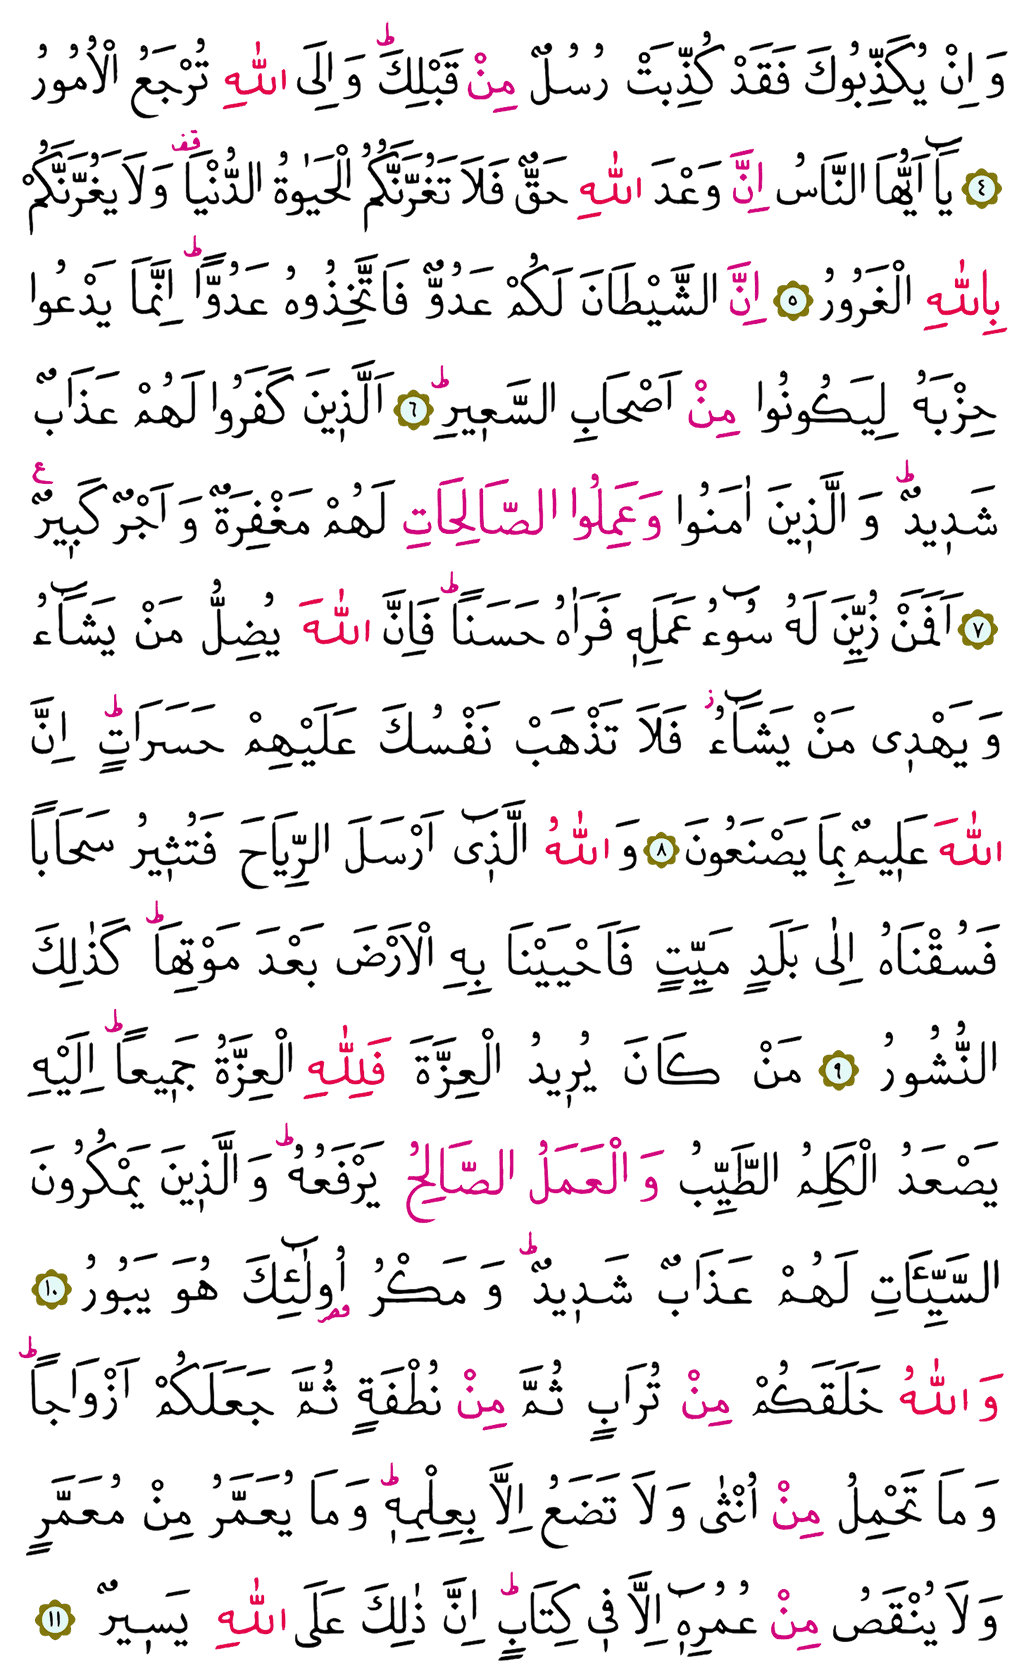 وَاِنْ يُكَذِّبُوكَ فَقَدْ كُذِّبَتْ رُسُلٌ مِنْ قَبْلِكَۜ وَاِلَى اللّٰهِ تُرْجَعُ الْاُمُورُ
﴿٤﴾ يَٓا اَيُّهَا النَّاسُ اِنَّ وَعْدَ اللّٰهِ حَقٌّ فَلَا تَغُرَّنَّكُمُ الْحَيٰوةُ الدُّنْيَا۠ وَلَا يَغُرَّنَّكُمْ
بِاللّٰهِ الْغَرُورُ ﴿٥﴾ اِنَّ الشَّيْطَانَ لَكُمْ عَدُوٌّ فَاتَّخِذُوهُ عَدُوًّاۜ اِنَّمَا يَدْعُوا
حِزْبَهُ لِيَكُونُوا مِنْ اَصْحَابِ السَّع۪يرِۜ ﴿٦﴾ اَلَّذ۪ينَ كَفَرُوا لَهُمْ عَذَابٌ
شَد۪يدٌۜ وَالَّذ۪ينَ اٰمَنُوا وَعَمِلُوا الصَّالِحَاتِ لَهُمْ مَغْفِرَةٌ وَاَجْرٌ كَب۪يرٌ۟
﴿٧﴾ اَفَمَنْ زُيِّنَ لَهُ سُٓوءُ عَمَلِه۪ فَرَاٰهُ حَسَنًاۜ فَاِنَّ اللّٰهَ يُضِلُّ مَنْ يَشَٓاءُ
وَيَهْد۪ي مَنْ يَشَٓاءُۘ فَلَا تَذْهَبْ نَفْسُكَ عَلَيْهِمْ حَسَرَاتٍۜ اِنَّ
اللّٰهَ عَل۪يمٌ بِمَا يَصْنَعُونَ ﴿٨﴾ وَاللّٰهُ الَّذ۪ٓي اَرْسَلَ الرِّيَاحَ فَتُث۪يرُ سَحَابًا
فَسُقْنَاهُ اِلٰى بَلَدٍ مَيِّتٍ فَاَحْيَيْنَا بِهِ الْاَرْضَ بَعْدَ مَوْتِهَاۜ كَذٰلِكَ
النُّشُورُ ﴿٩﴾ مَنْ كَانَ يُر۪يدُ الْعِزَّةَ فَلِلّٰهِ الْعِزَّةُ جَم۪يعًاۜ اِلَيْهِ
يَصْعَدُ الْكَلِمُ الطَّيِّبُ وَالْعَمَلُ الصَّالِحُ يَرْفَعُهُۜ وَالَّذ۪ينَ يَمْكُرُونَ
السَّيِّـَٔاتِ لَهُمْ عَذَابٌ شَد۪يدٌۜ وَمَكْرُ اُو۬لٰٓئِكَ هُوَ يَبُورُ ﴿١٠﴾
وَاللّٰهُ خَلَقَكُمْ مِنْ تُرَابٍ ثُمَّ مِنْ نُطْفَةٍ ثُمَّ جَعَلَكُمْ اَزْوَاجًاۜ
وَمَا تَحْمِلُ مِنْ اُنْثٰى وَلَا تَضَعُ اِلَّا بِعِلْمِه۪ۜ وَمَا يُعَمَّرُ مِنْ مُعَمَّرٍ
وَلَا يُنْقَصُ مِنْ عُمُرِه۪ٓ اِلَّا ف۪ي كِتَابٍۜ اِنَّ ذٰلِكَ عَلَى اللّٰهِ يَس۪يرٌ ﴿١١﴾